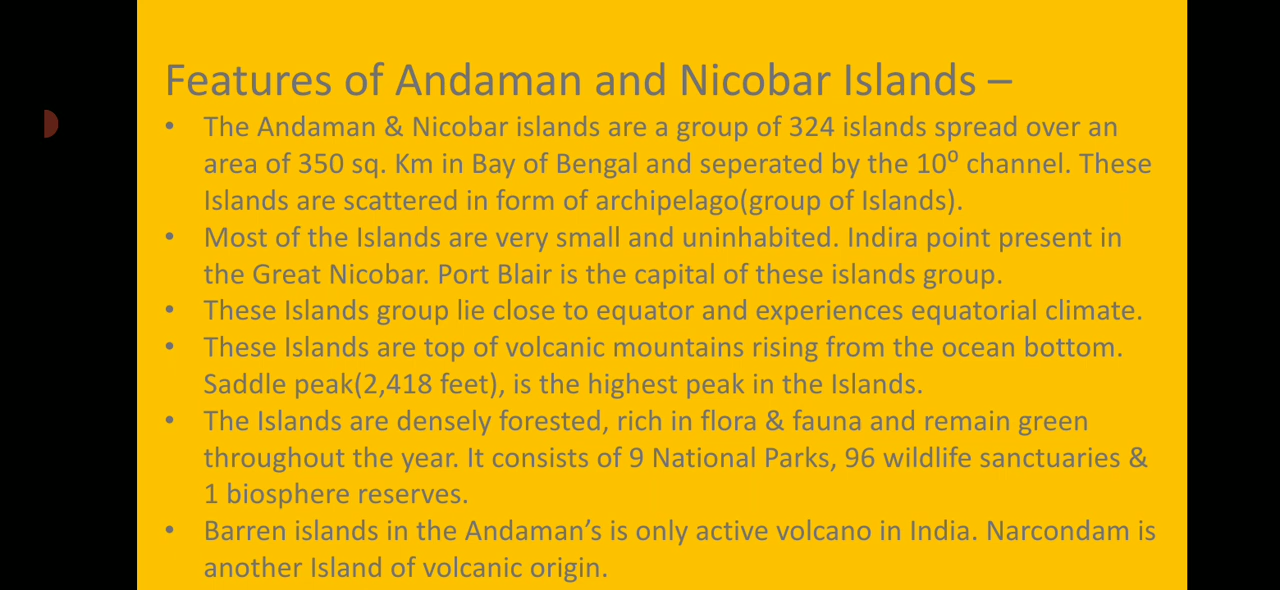 Features of Andaman and Nicobar Islands –
• The Andaman & Nicobar islands are a group of 324 islands spread over an
area of 350 sq. Km in Bay of Bengal and seperated by the 10⁰ channel. These
Islands are scattered in form of archipelago(group of Islands).
• Most of the Islands are very small and uninhabited. Indira point present in
the Great Nicobar. Port Blair is the capital of these islands group.
• These Islands group lie close to equator and experiences equatorial climate.
• These Islands are top of volcanic mountains rising from the ocean bottom.
Saddle peak(2,418 feet), is the highest peak in the Islands.
• The Islands are densely forested, rich in flora & fauna and remain green
throughout the year. It consists of 9 National Parks, 96 wildlife sanctuaries &
1 biosphere reserves.
• Barren islands in the Andaman’s is only active volcano in India. Narcondam is
another Island of volcanic origin.